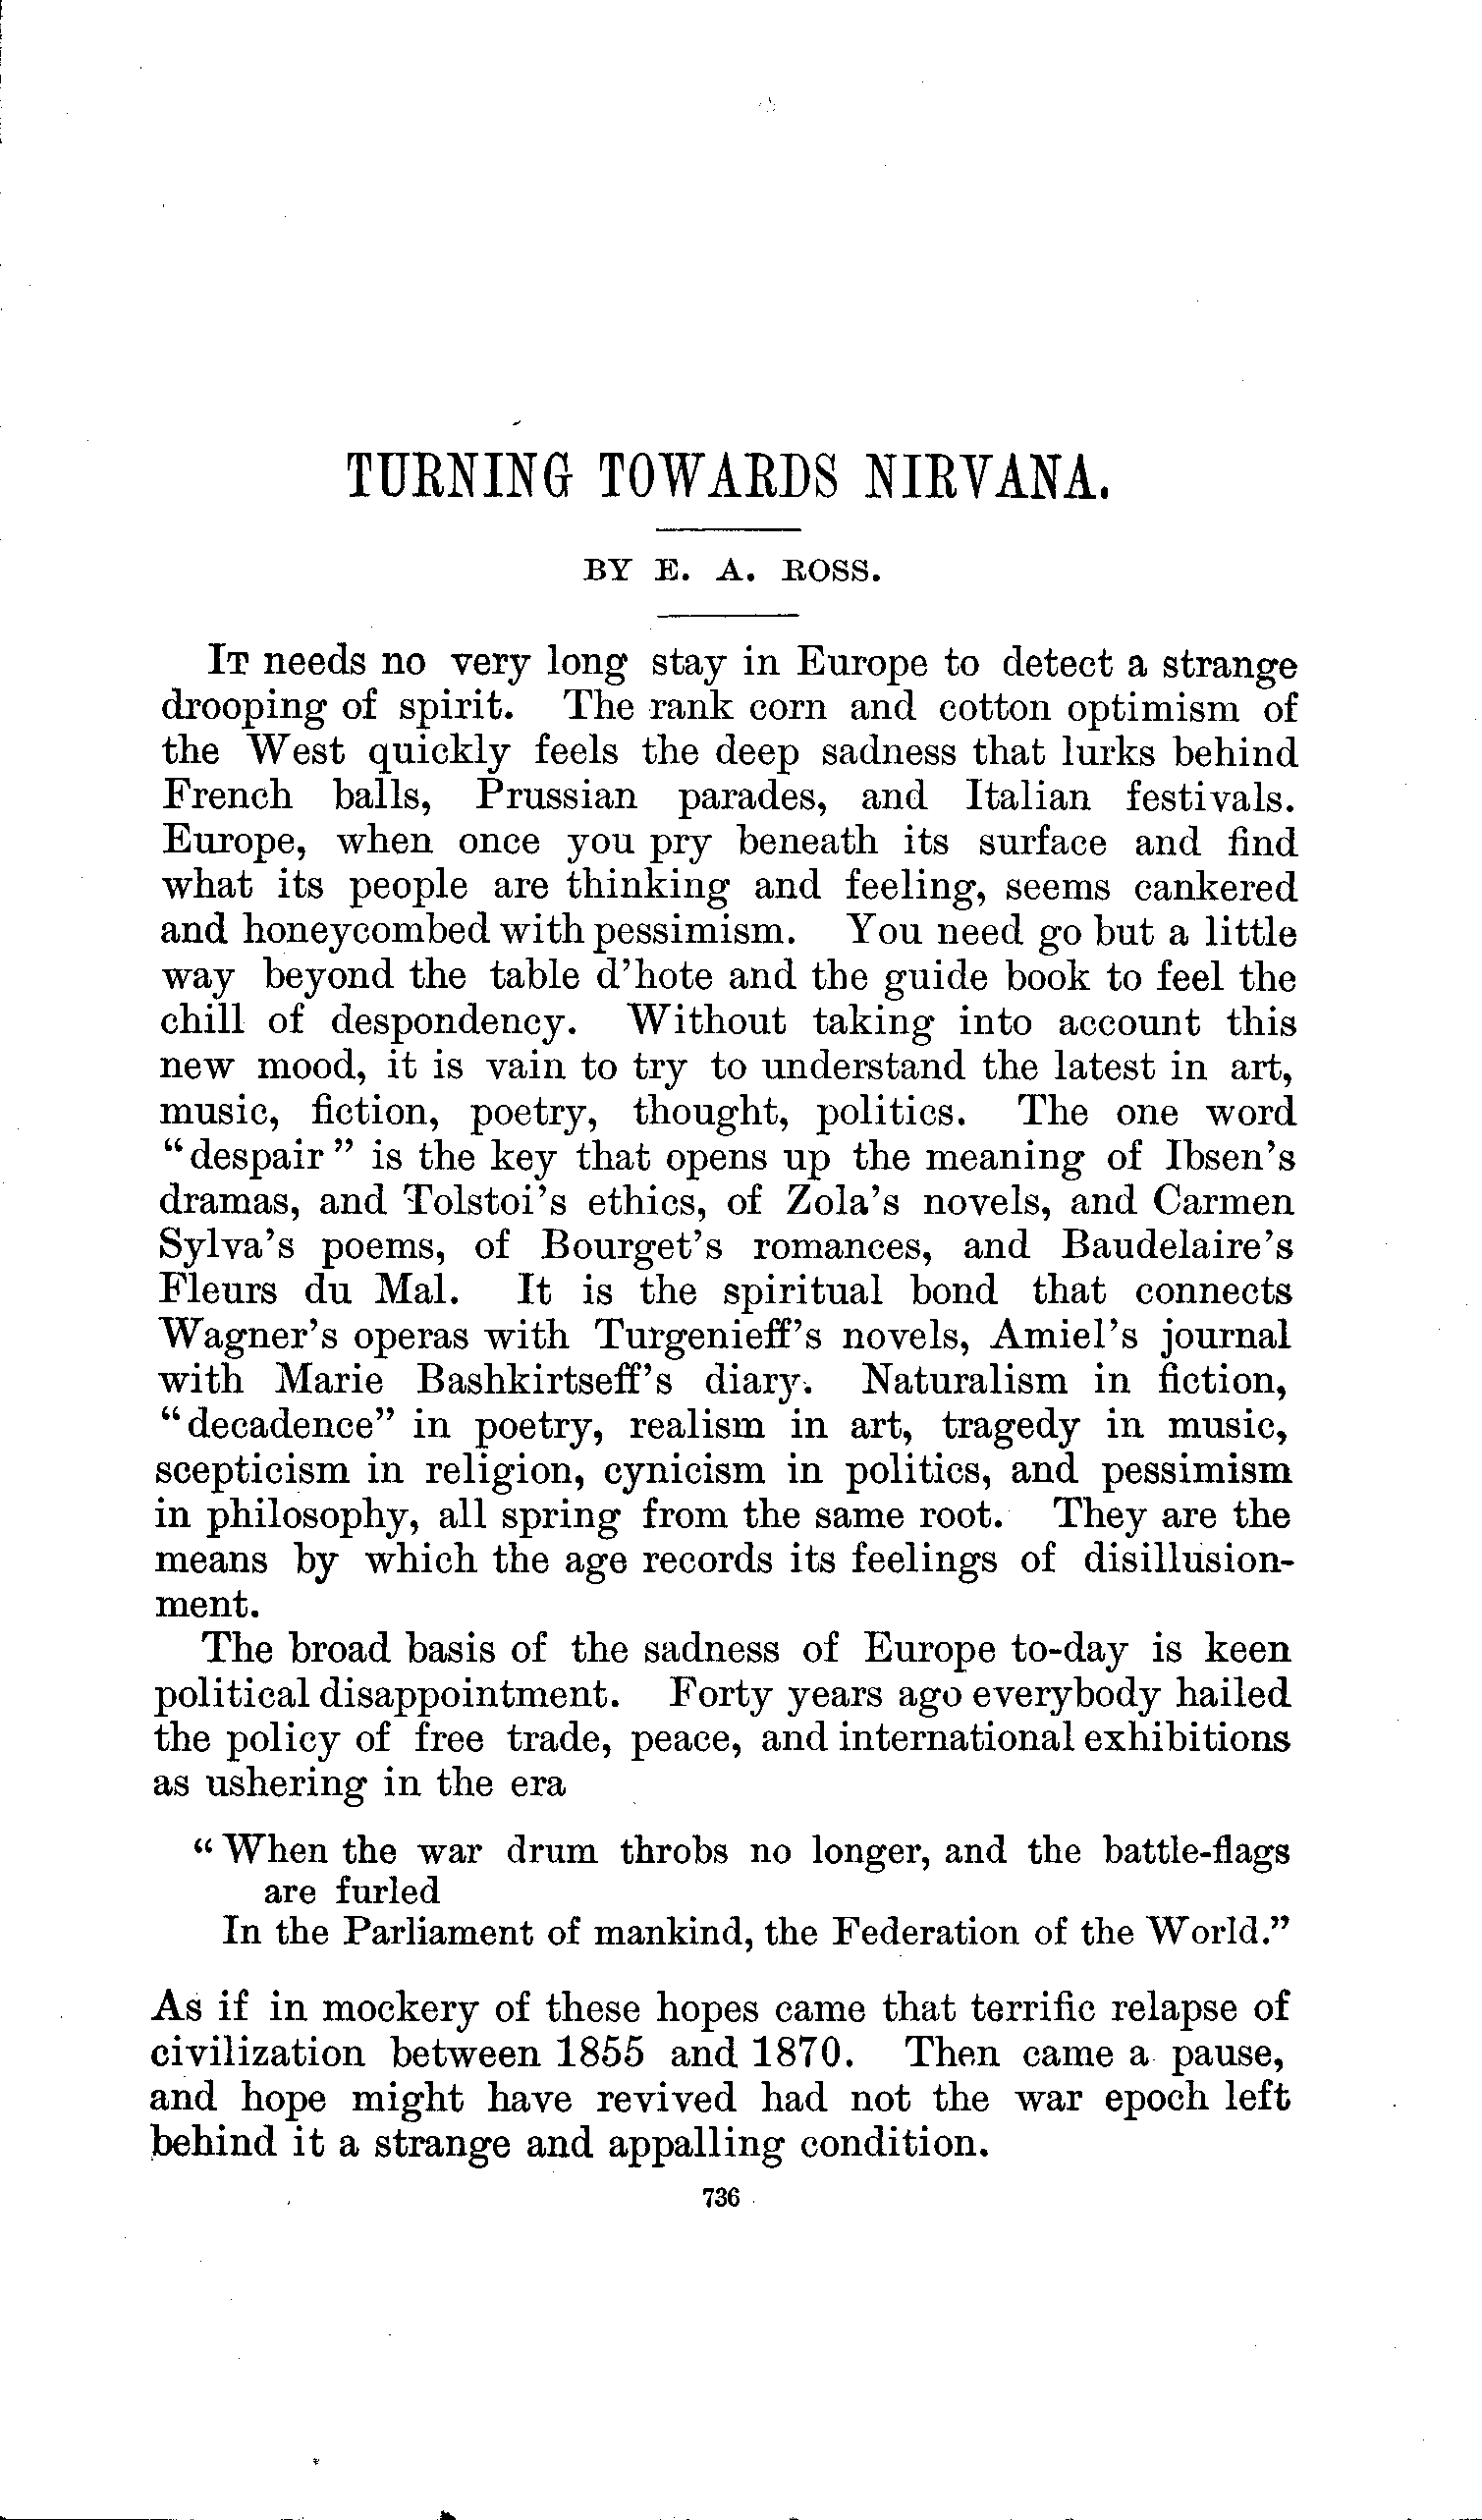 TURNING TOWARDS NIRVANA.
BY E. A. ROSS.
IT needs no very long stay in Europe to detect a strange
drooping of spirit. The rank corn and cotton optimism of
the West quickly feels the deep sadness that lurks behind
French balls, Prussian parades, and Italian festivals.
Europe, when once you pry beneath its surface and find
what its people are thinking and feeling, seems cankered
and honeycombed with pessimism. You need go but a little
way beyond the table d'hote and the guide book to feel the
chill of despondency. Without taking into account this
new mood, it is vain to try to understand the latest in art,
music, fiction, poetry, thought, politics. The one word
"despair" is the key that opens up the meaning of Ibsen's
dramas, and Tolstoi's ethics, of Zola's novels, and Carmen
Sylva's poems, of Bourget's romances, and Baudelaire's
Fleurs du Mal. It is the spiritual bond that connects
Wagner's operas with Turgenieff's novels, Amiel's journal
with Marie Bashkirtseff's diary. Naturalism in fiction,
"decadence" in poetry, realism in art, tragedy in music,
scepticism in religion, cynicism in politics, and pessimism
in philosophy, all spring from the same root. They are the
means by which the age records its feelings of disillusion-
ment.
The broad basis of the sadness of Europe to-day is keen
political disappointment. Forty years ago everybody hailed
the policy of free trade, peace, and international exhibitions
as ushering in the era
"When the war drum throbs no longer, and the battle-flags
are furled
In the Parliament of mankind, the Federation of the World."
As if in mockery of these hopes came that terrific relapse of
civilization between 1855 and 1870. Then came a pause,
and hope might have revived had not the war epoch left
behind it a strange and appalling condition.
736